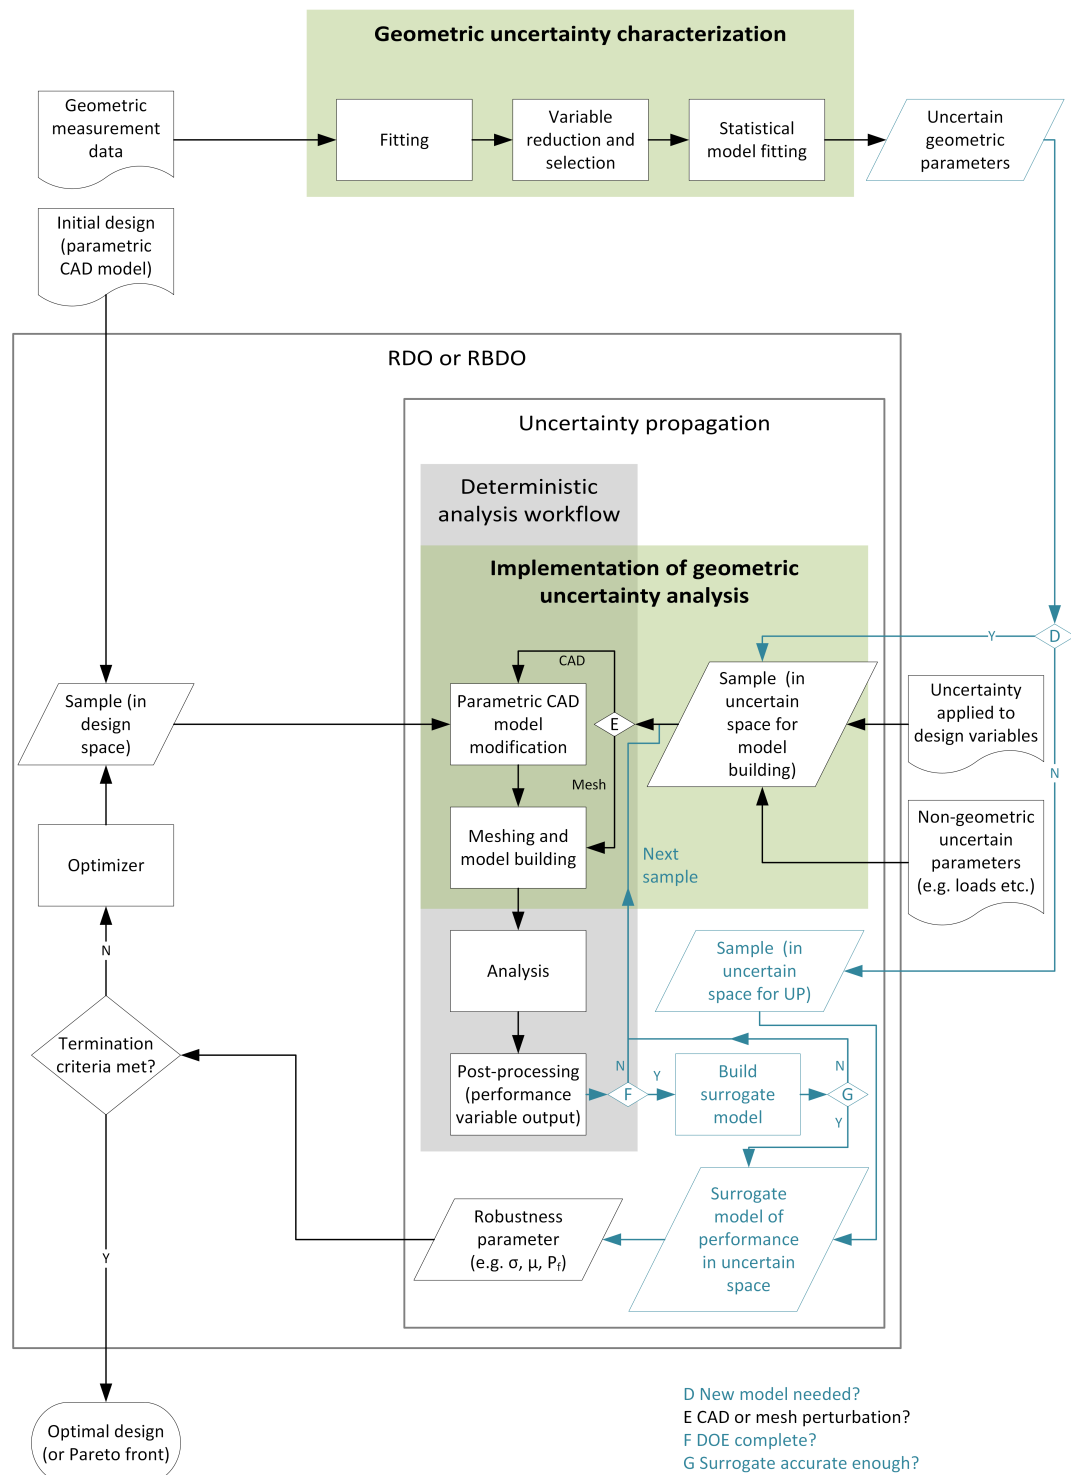 Geometric uncertainty characterization
Geometric
measurement
data
Fitting
Variable
reduction and
selection
Statistical
model fitting
Uncertain
geometric
parameters
Initial design
(parametric
CAD model)
RDO or RBDO
Uncertainty propagation
Deterministic
analysis workflow
Implementation of geometric
uncertainty analysis
D
Y
N
CAD
E
Mesh
Sample (in
design
space)
Parametric CAD
model
modification
Sample (in
uncertain
space for
model
building)
Uncertainty
applied to
design variables
Optimizer
Meshing and
model building
Next
sample
Non-geometric
uncertain
parameters
(e.g. loads etc.)
N
Analysis
Sample (in
uncertain
space for UP)
Termination
criteria met?
Post-processing
(performance
variable output)
F
N
Y
Build
surrogate
model
G
N
Y
Surrogate
model of
performance
in uncertain
space
Robustness
parameter
(e.g. σ, μ, Pf)
Y
Optimal design
(or Pareto front)
D New model needed?
E CAD or mesh perturbation?
F DOE complete?
G Surrogate accurate enough?